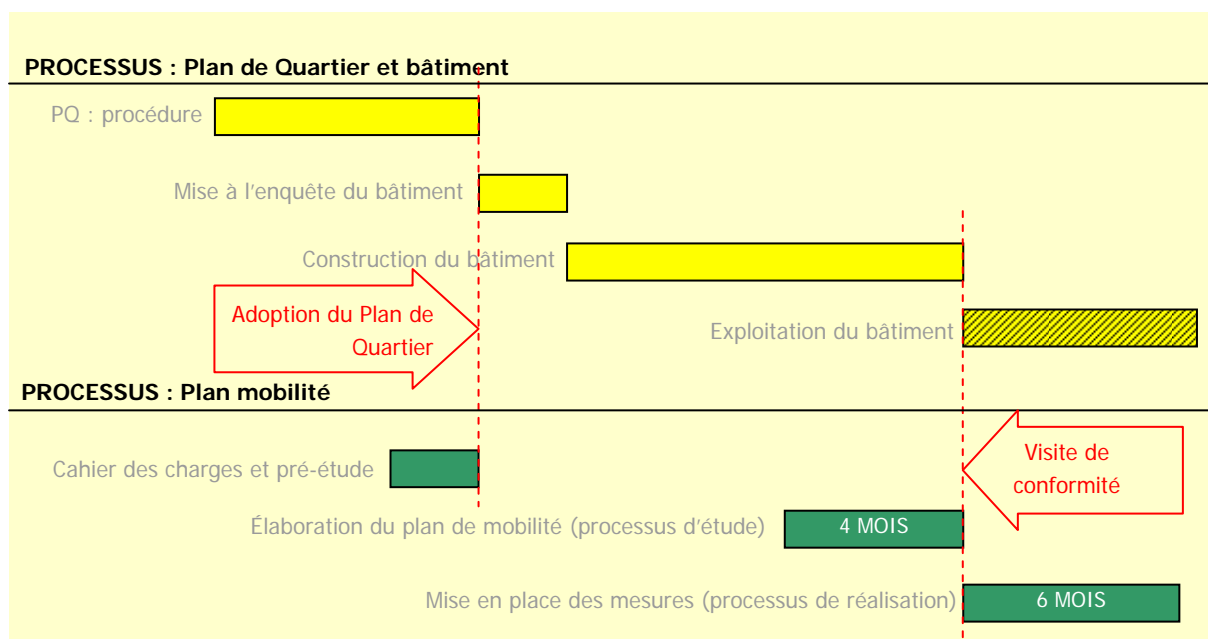 PROCESSUS : Plan de Quartier et bâtiment
PQ : procédure
Mise à l'enquête du bâtiment
Construction du bâtiment
Adoption du Plan de
Quartier
Exploitation du bâtiment
PROCESSUS : Plan mobilité
Cahier des charges et pré-étude
Visite de
conformité
Élaboration du plan de mobilité (processus d'étude)
4 MOIS
Mise en place des mesures (processus de réalisation)
6 MOIS